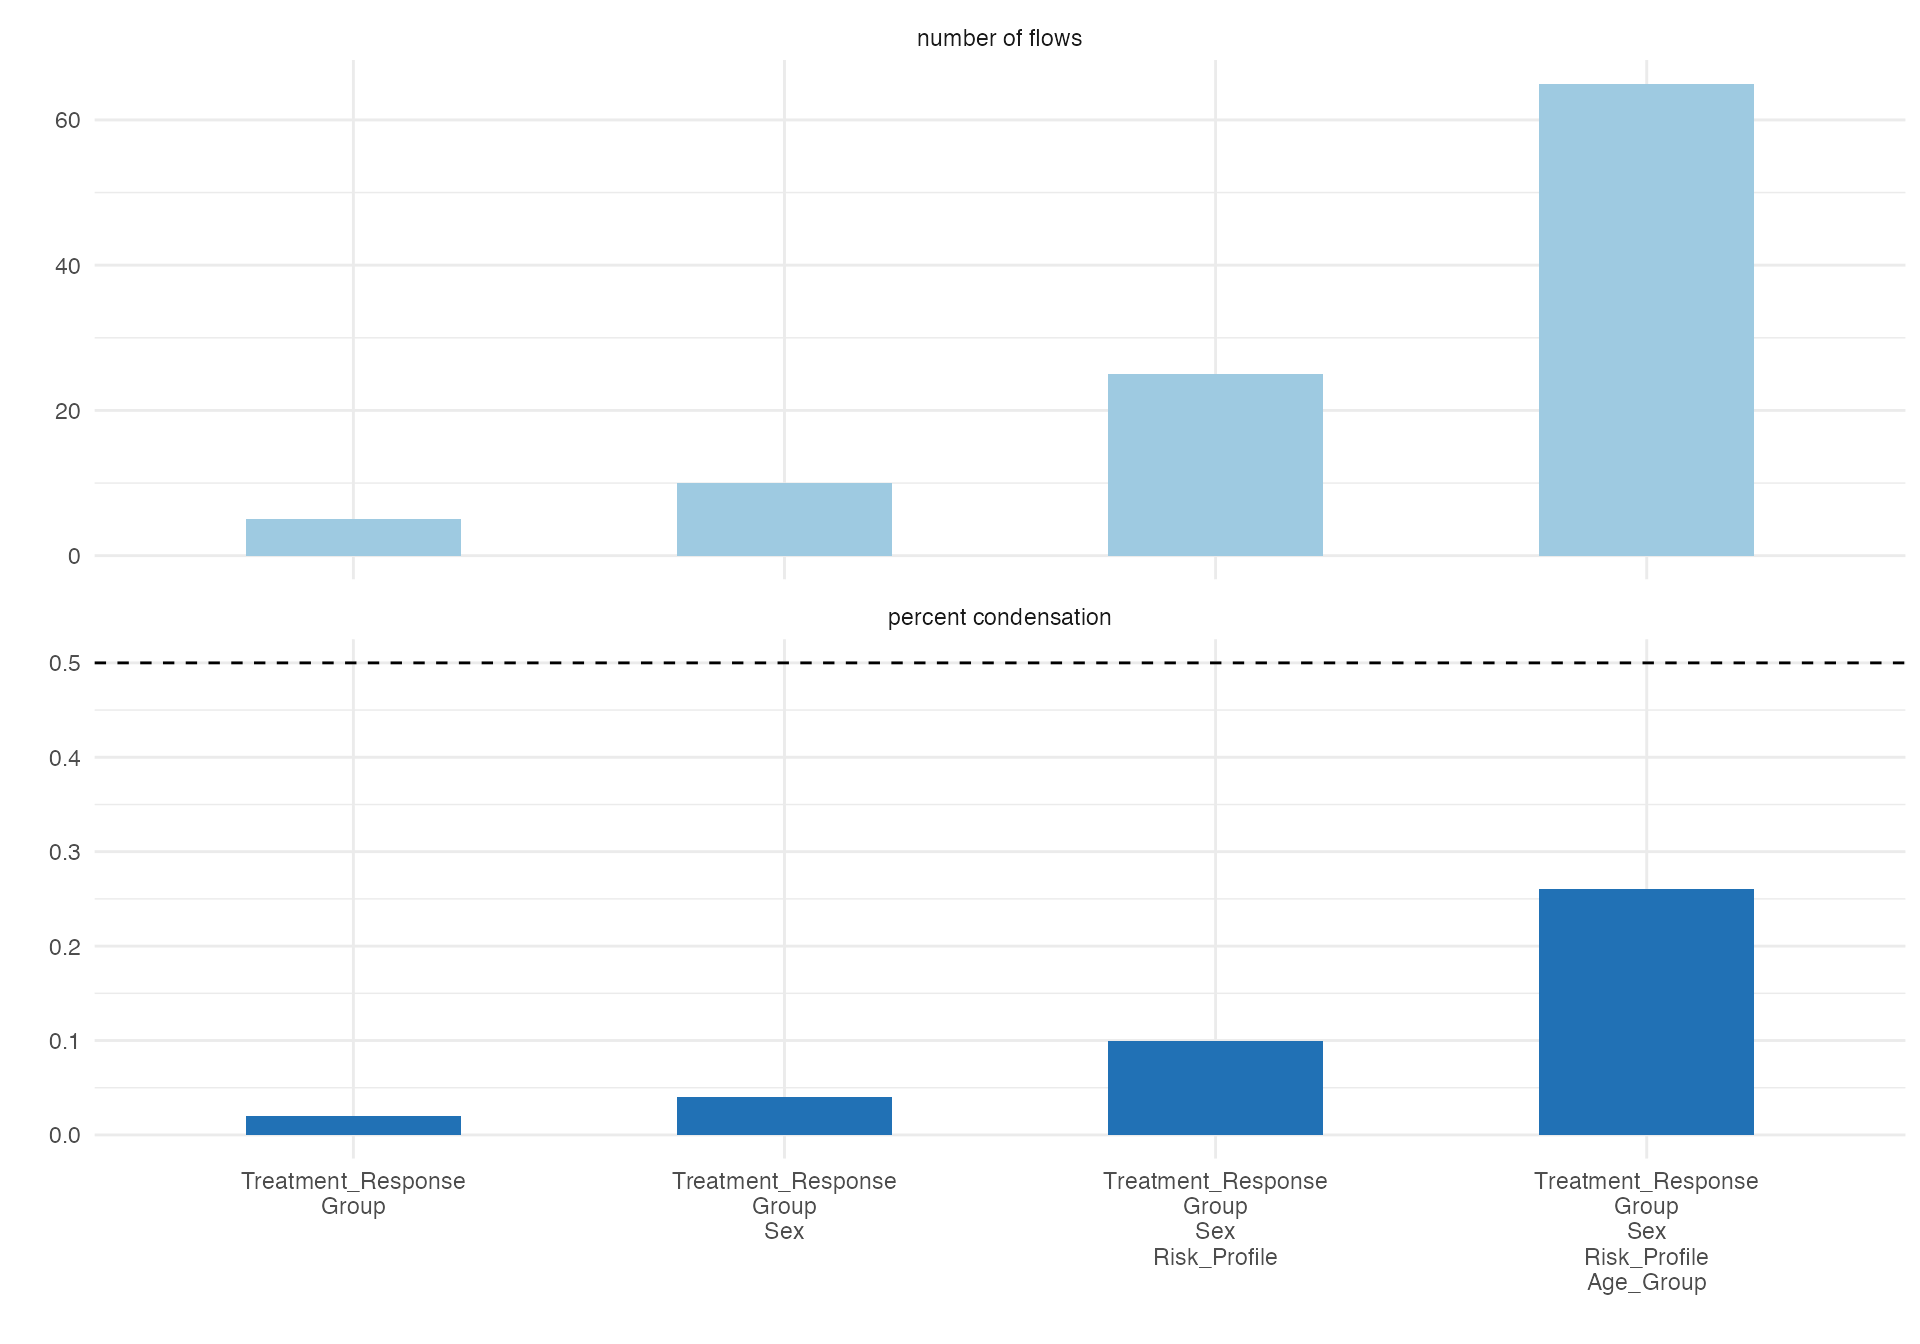 number of flows
60
40
20
0
percent condensation
0.5
0.4
0.3
0.2
0.1
0.0
Treatment_Response
Group
Treatment_Response
Group
Sex
Treatment_Response
Group
Sex
Risk_Profile
Treatment_Response
Group
Sex
Risk_Profile
Age_Group